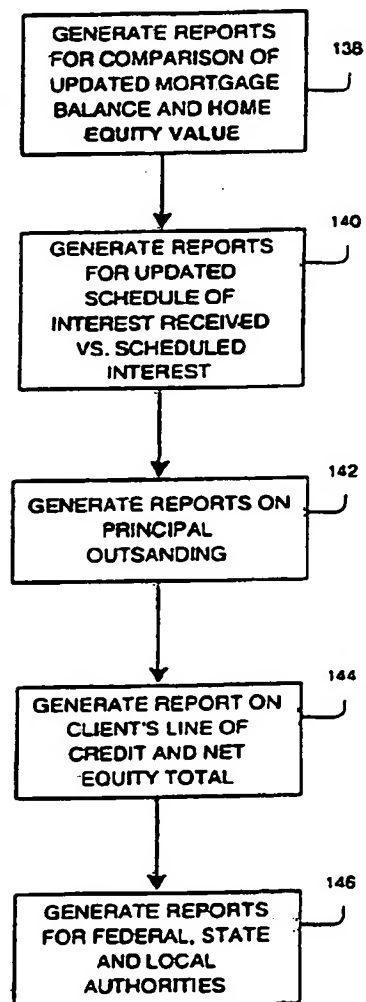 GENERATE REPORTS
FOR COMPARISON OF
UPDATED MORTGAGE
BALANCE AND HOME
EQUITY VALUE
138
GENERATE REPORTS
FOR UPDATED
SCHEDULE OF
INTEREST RECEIVED
VS. SCHEDULED
INTEREST
140
GENERATE REPORTS ON
PRINCIPAL
OUTSANDING
142
GENERATE REPORT ON
CLIENT'S LINE OF
CREDIT AND NET
EQUITY TOTAL
144
GENERATE REPORTS
FOR FEDERAL, STATE
AND LOCAL
AUTHORITIES
146